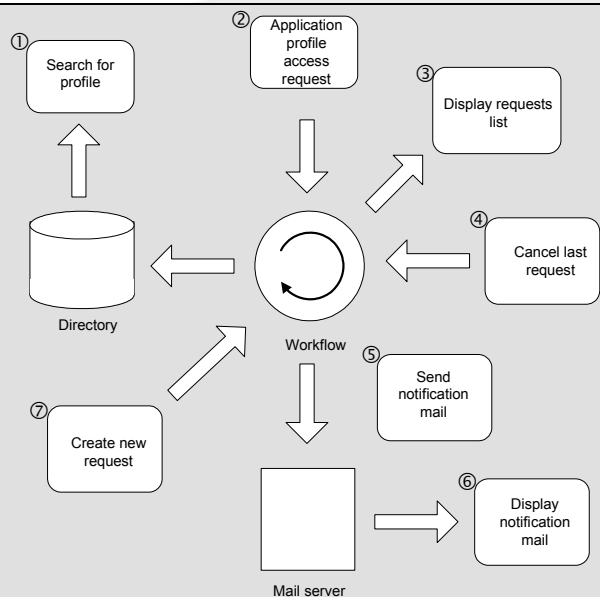 ①
Search for
profile
②
Application
profile
access
request
③
Display requests
list
④
Cancel last
request
Directory
Workflow
⑤
Send
notification
mail
⑦
Create new
request
⑥
Display
notification
mail
Mail server